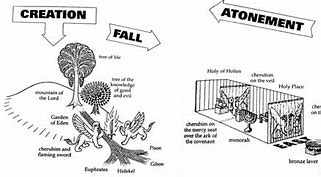 CREATION
FALL
ATONEMENT
tree of life
tree of the
knowledge
of good
and evil
mountain of
the Lord
Garden
of Eden
cherubim and
flaming sword
Euphrates
Hidekel
Pison
Gihon
Holy of Holies
cherubim
on the veil
Holy Place
cherubim on
the mercy seat
over the ark of
the covenant
menorah
bronze laver